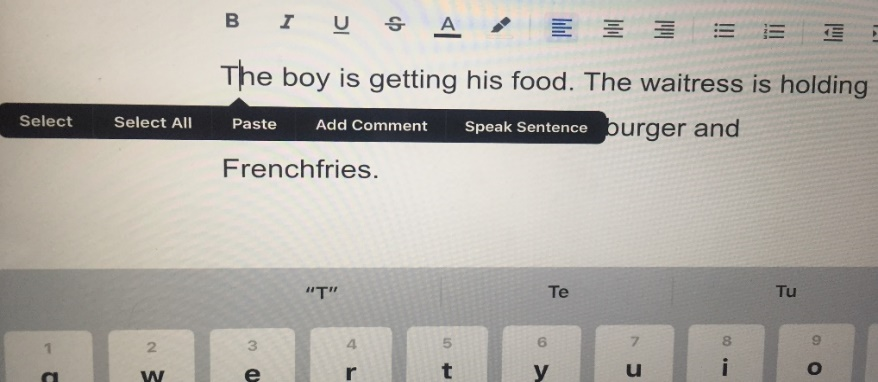 B I U S A
The boy is getting his food. The waitress is holding
Select Select All Paste Add Comment Speak Sentence burger and
Frenchfries.
“T” Te Tu
1 2 3 4 5 6 7 8 9
q w e r t y u i o